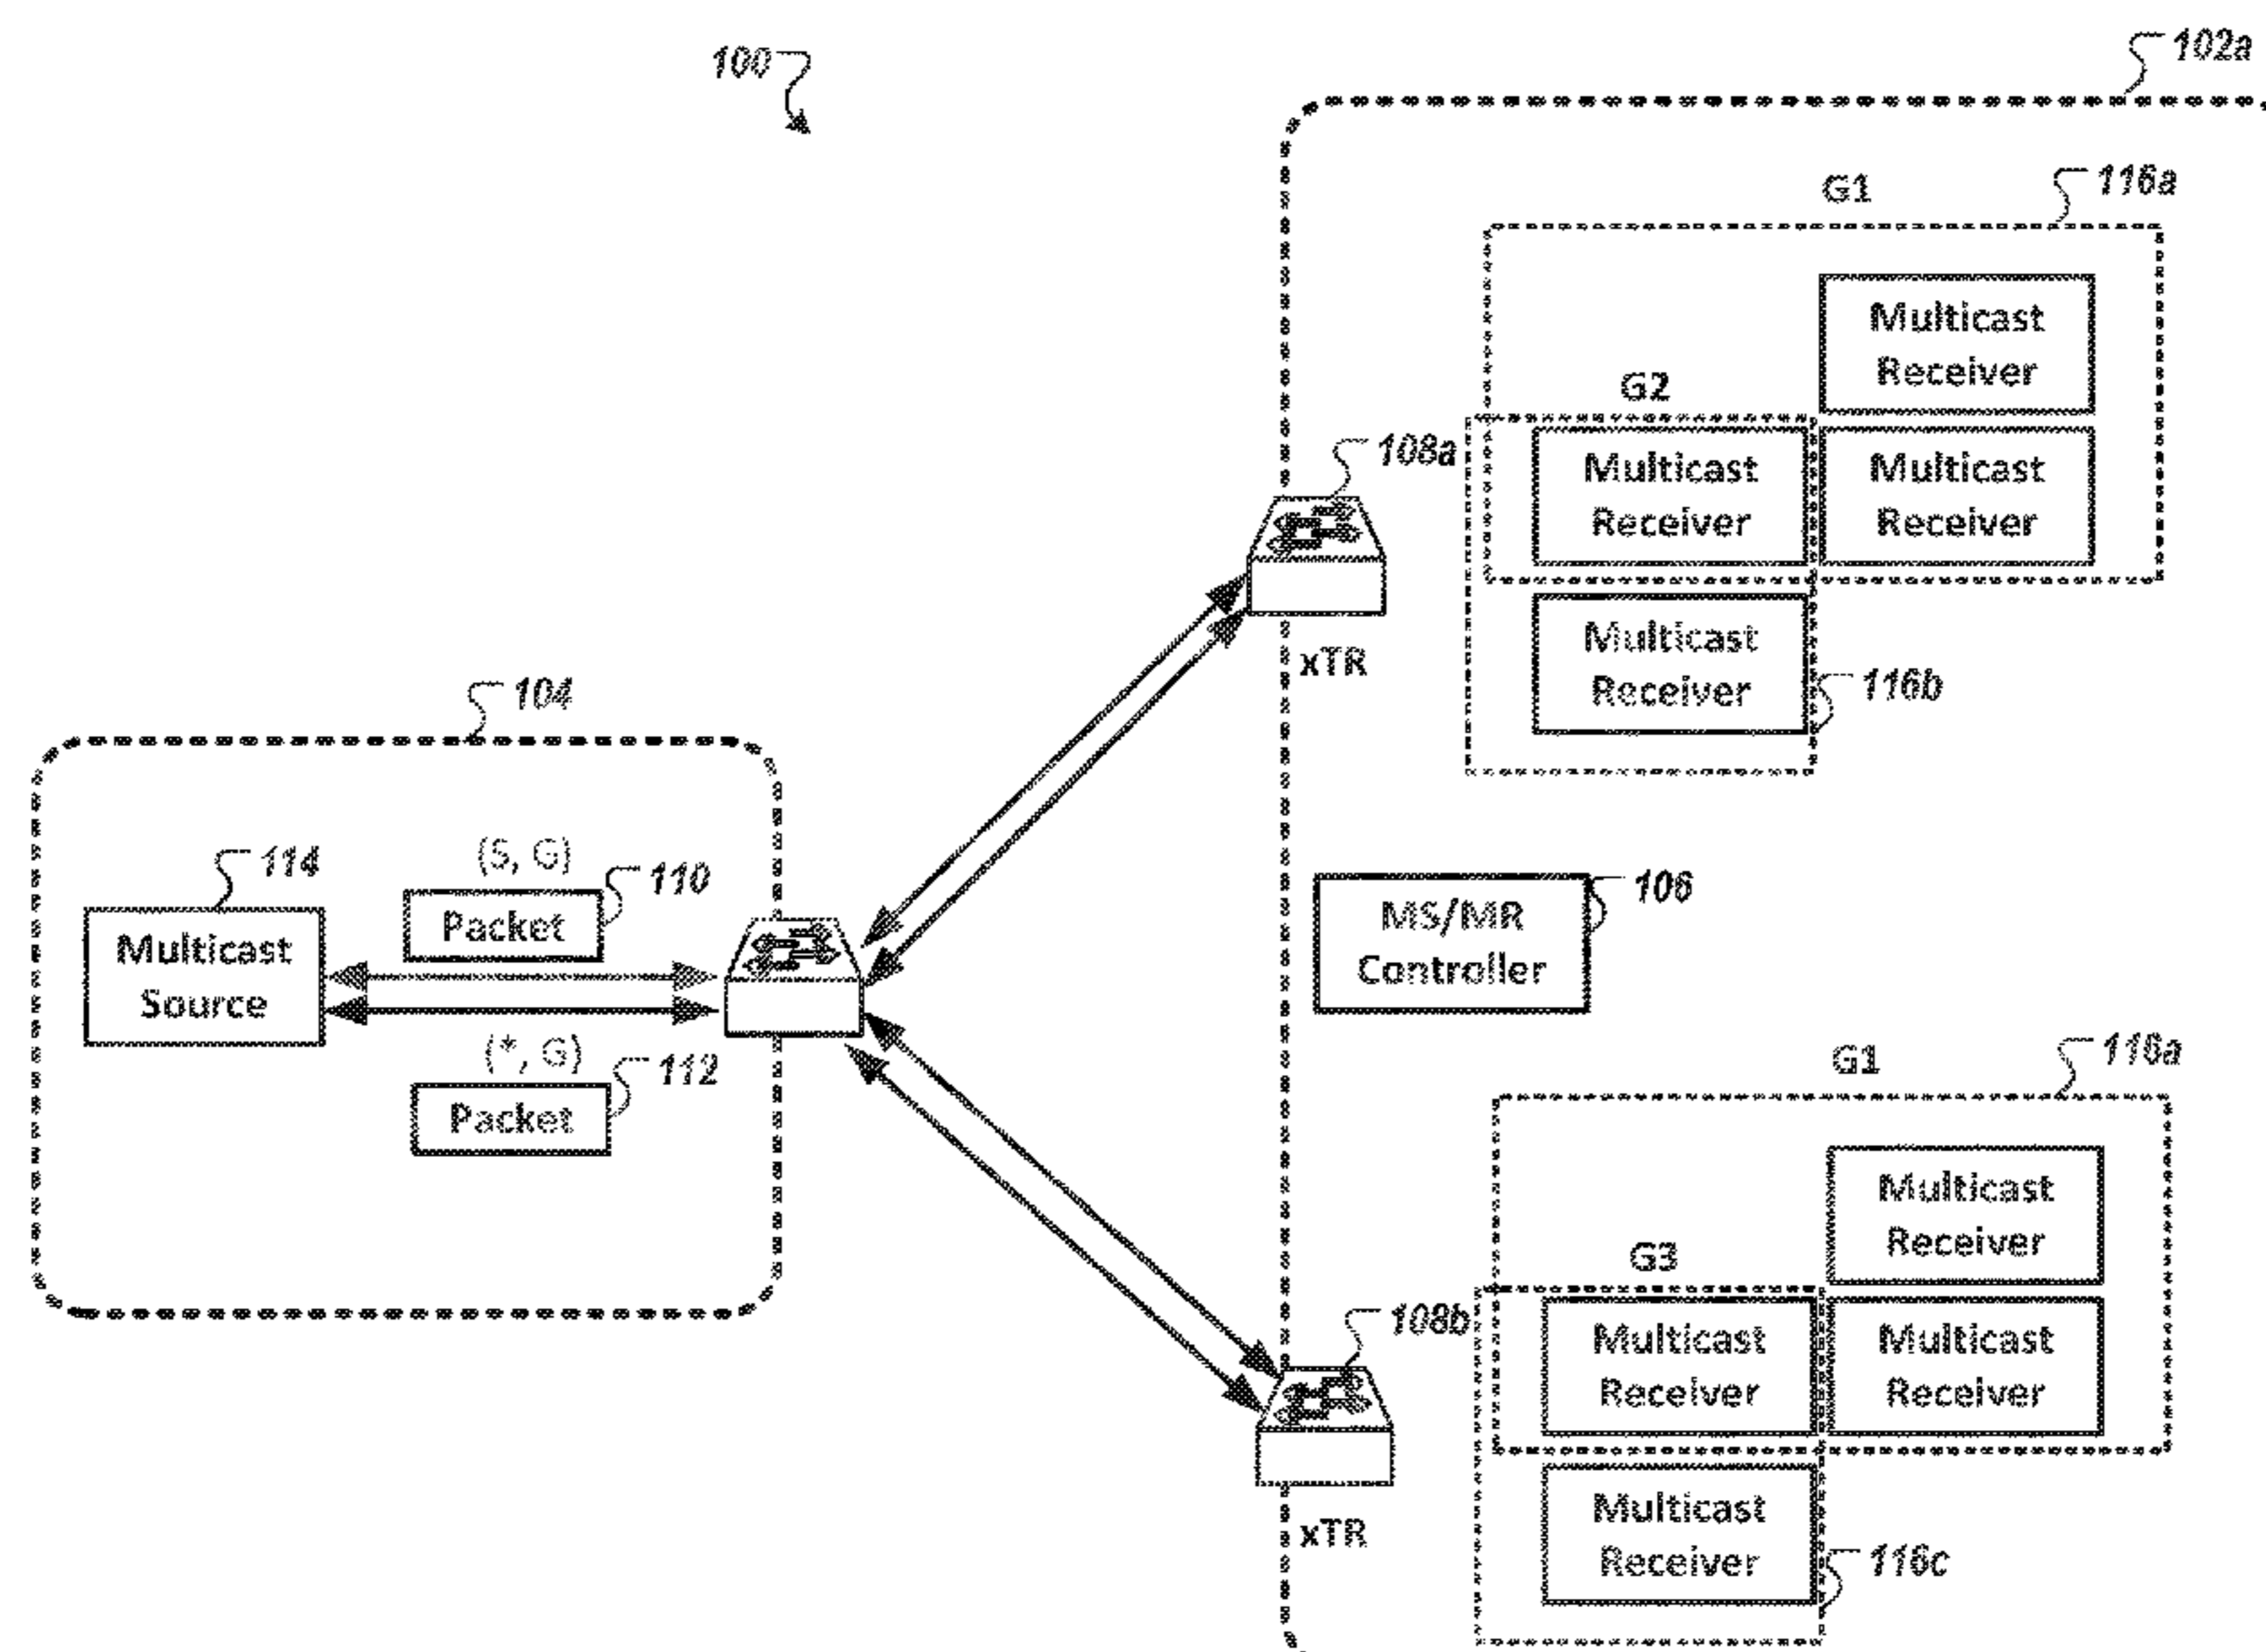 100
102a
G1
116a
Multicast
Receiver
G2
108a
Multicast
Receiver
Multicast
Receiver
xTR
Multicast
Receiver
116b
104
114
(S, G)
110
Packet
Multicast
Source
(*, G)
112
Packet
MS/MR
Controller
106
G1
116a
Multicast
Receiver
G3
108b
Multicast
Receiver
Multicast
Receiver
xTR
Multicast
Receiver
116c